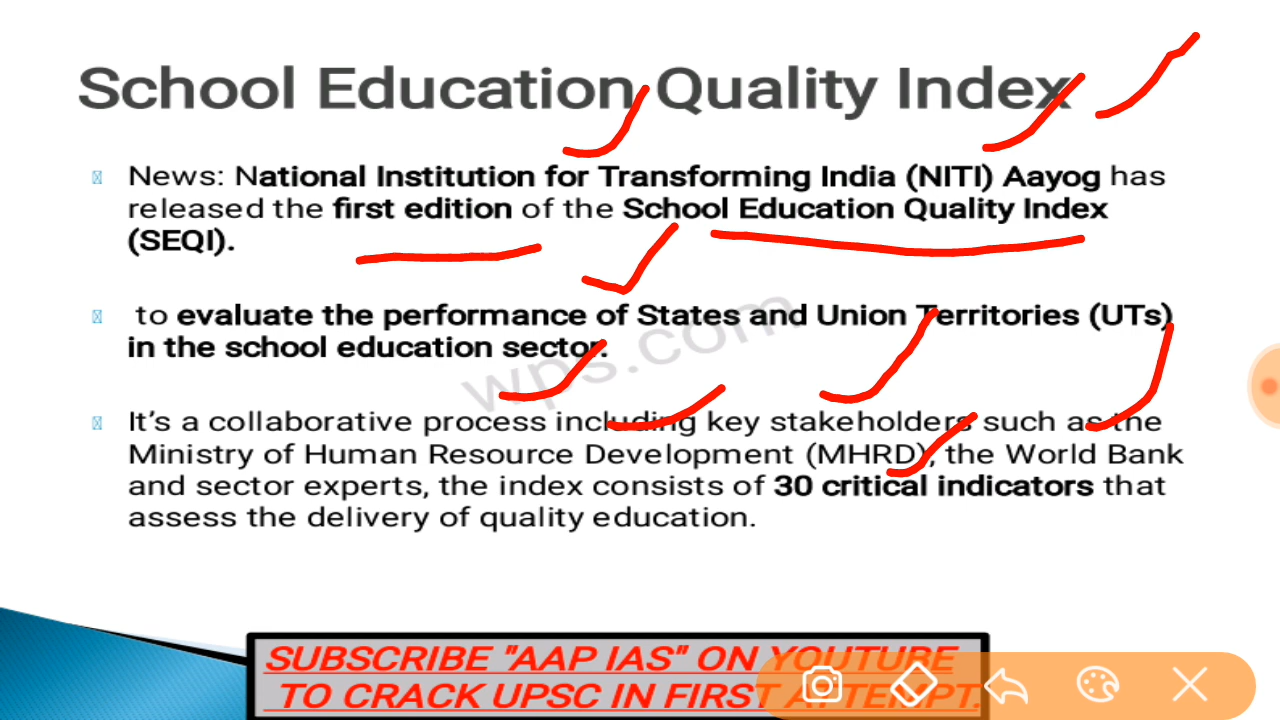 School Education Quality Index
News: National Institution for Transforming India (NITI) Aayog has
released the first edition of the School Education Quality Index
(SEQI).
to evaluate the performance of States and Union Territories (UTs)
in the school education sector.
wps.com
It's a collaborative process including key stakeholders such as the
Ministry of Human Resource Development (MHRD), the World Bank
and sector experts, the index consists of 30 critical indicators that
assess the delivery of quality education.
SUBSCRIBE "AAP IAS" ON YOUTUBE
TO CRACK UPSC IN FIRST ATTEMPT.